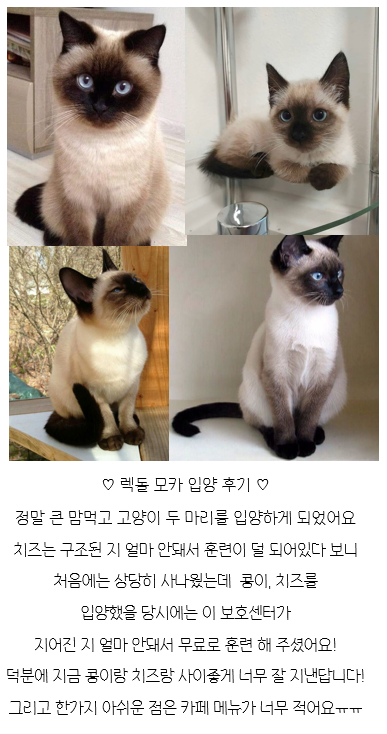 ♡ 렉돌 모카 입양 후기 ♡
정말 큰 맘먹고 고양이 두 마리를 입양하게 되었어요
치즈는 구조된 지 얼마 안돼서 훈련이 덜 되어있다 보니
처음에는 상당히 사나웠는데 콩이, 치즈를
입양했을 당시에는 이 보호센터가
지어진 지 얼마 안돼서 무료로 훈련 해 주셨어요!
덕분에 지금 콩이랑 치즈랑 사이좋게 너무 잘 지낸답니다!
그리고 한가지 아쉬운 점은 카페 메뉴가 너무 적어요ㅠㅠ